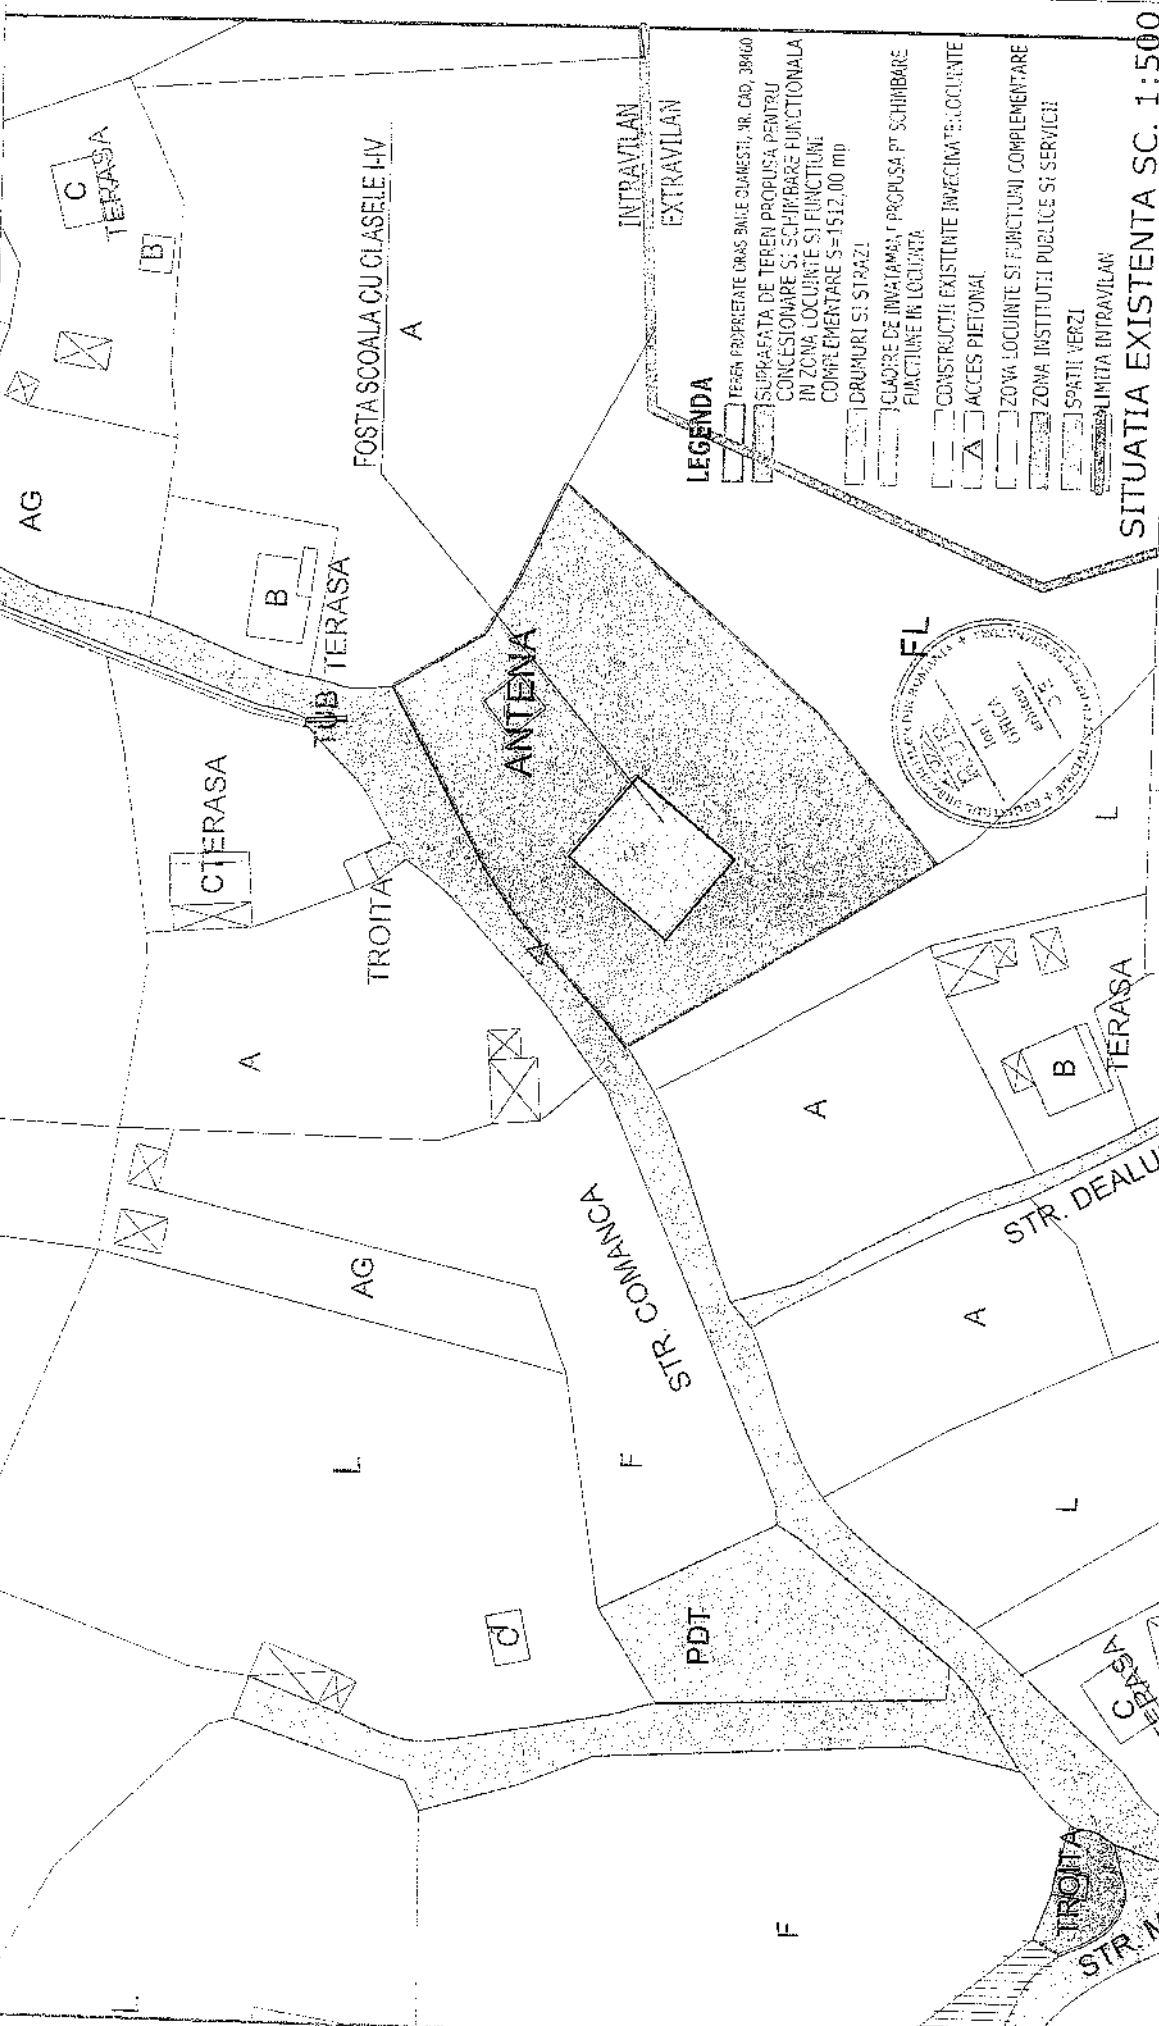 AG
C
TERASA
B
FOSTA SCOALA CU CLASELE I-IV
A
INTRAVILAN
EXTRAVILAN
B
TERASA
TUB
ANTENA
CTERASA
TROITA
A
FL
L
A
B
TERASA
STR. COMANCA
STR. DEALU
AG
A
L
F
L
C
PDT
C
ERASA
F
L
TROITA
STR. M
LEGENDA
TEREN PROPRIETATE ORAS BAILE OLANESTI, NR. CAD. 38460
SUPRAFATA DE TEREN PROPUSA PENTRU
CONCESIONARE SI SCHIMBARE FUNCTIONALA
IN ZONA LOCUINTE SI FUNCTIUNI
COMPLEMENTARE S=1512,00 mp
DRUMURI SI STRAZI
CLADIRE DE INVATAMANT PROPUSA PT SCHIMBARE
FUNCTIUNE IN LOCUINTA
CONSTRUCTII EXISTENTE INVECINATE:LOCUINTE
ACCES PIETONAL
ZONA LOCUINTE SI FUNCTIUNI COMPLEMENTARE
ZONA INSTITUTII PUBLICE SI SERVICII
SPATII VERZI
LIMITA INTRAVILAN
SITUATIA EXISTENTA SC. 1:500